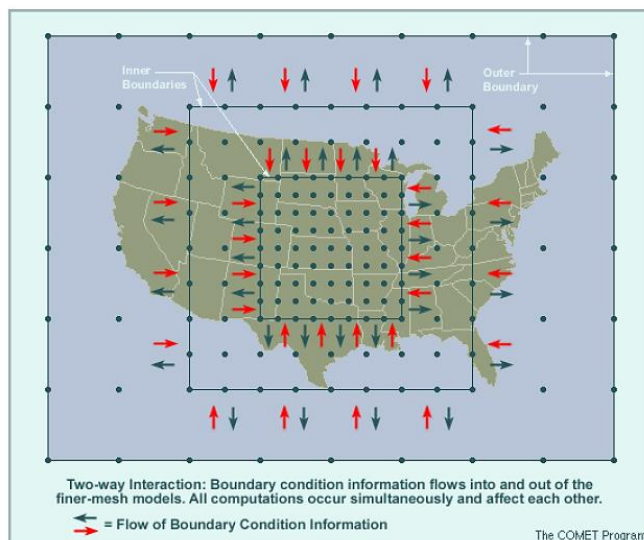 Inner
Boundaries
Outer
Boundary
Two-way Interaction: Boundary condition information flows into and out of the
finer-mesh models. All computations occur simultaneously and affect each other.
= Flow of Boundary Condition Information
The COMET Program